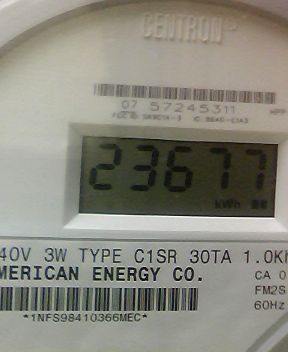 CENTRON®
07 57245311
23677
kWh
40V 3W TYPE C1SR 30TA 1.0Kh
MERICAN ENERGY CO.
CA 0
FM2S
60Hz
*1NFS98410366MEC*